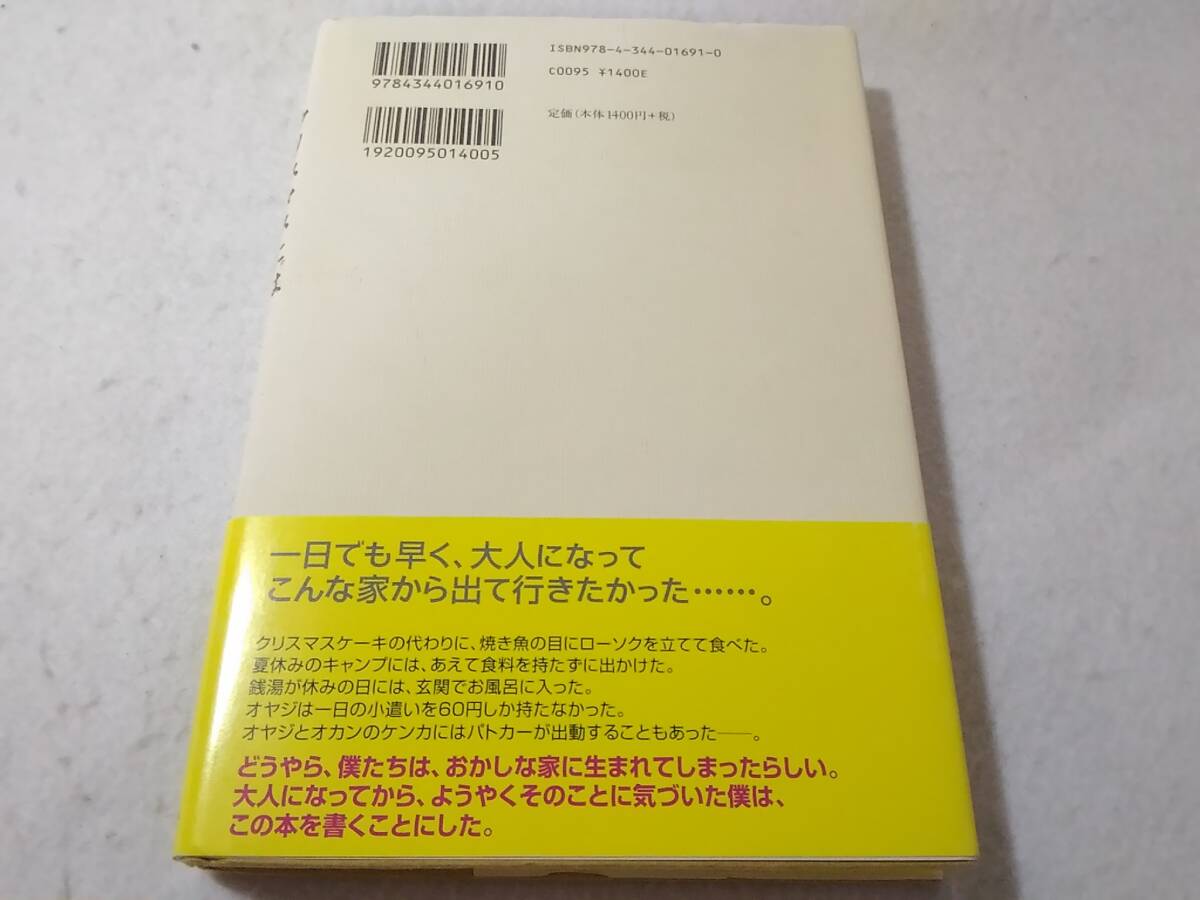 ISBN978-4-344-01691-0
C0095 ¥1400E
9784344016910
定価(本体1400円+税)
1920095014005
一日でも早く、大人になって
こんな家から出て行きたかった……。
クリスマスケーキの代わりに、焼き魚の目にローソクを立てて食べた。
夏休みのキャンプには、あえて食料を持たずに出かけた。
銭湯が休みの日には、玄関でお風呂に入った。
オヤジは一日の小遣いを60円しか持たなかった。
オヤジとオカンのケンカにはパトカーが出動することもあった——。
どうやら、僕たちは、おかしな家に生まれてしまったらしい。
大人になってから、ようやくそのことに気づいた僕は、
この本を書くことにした。